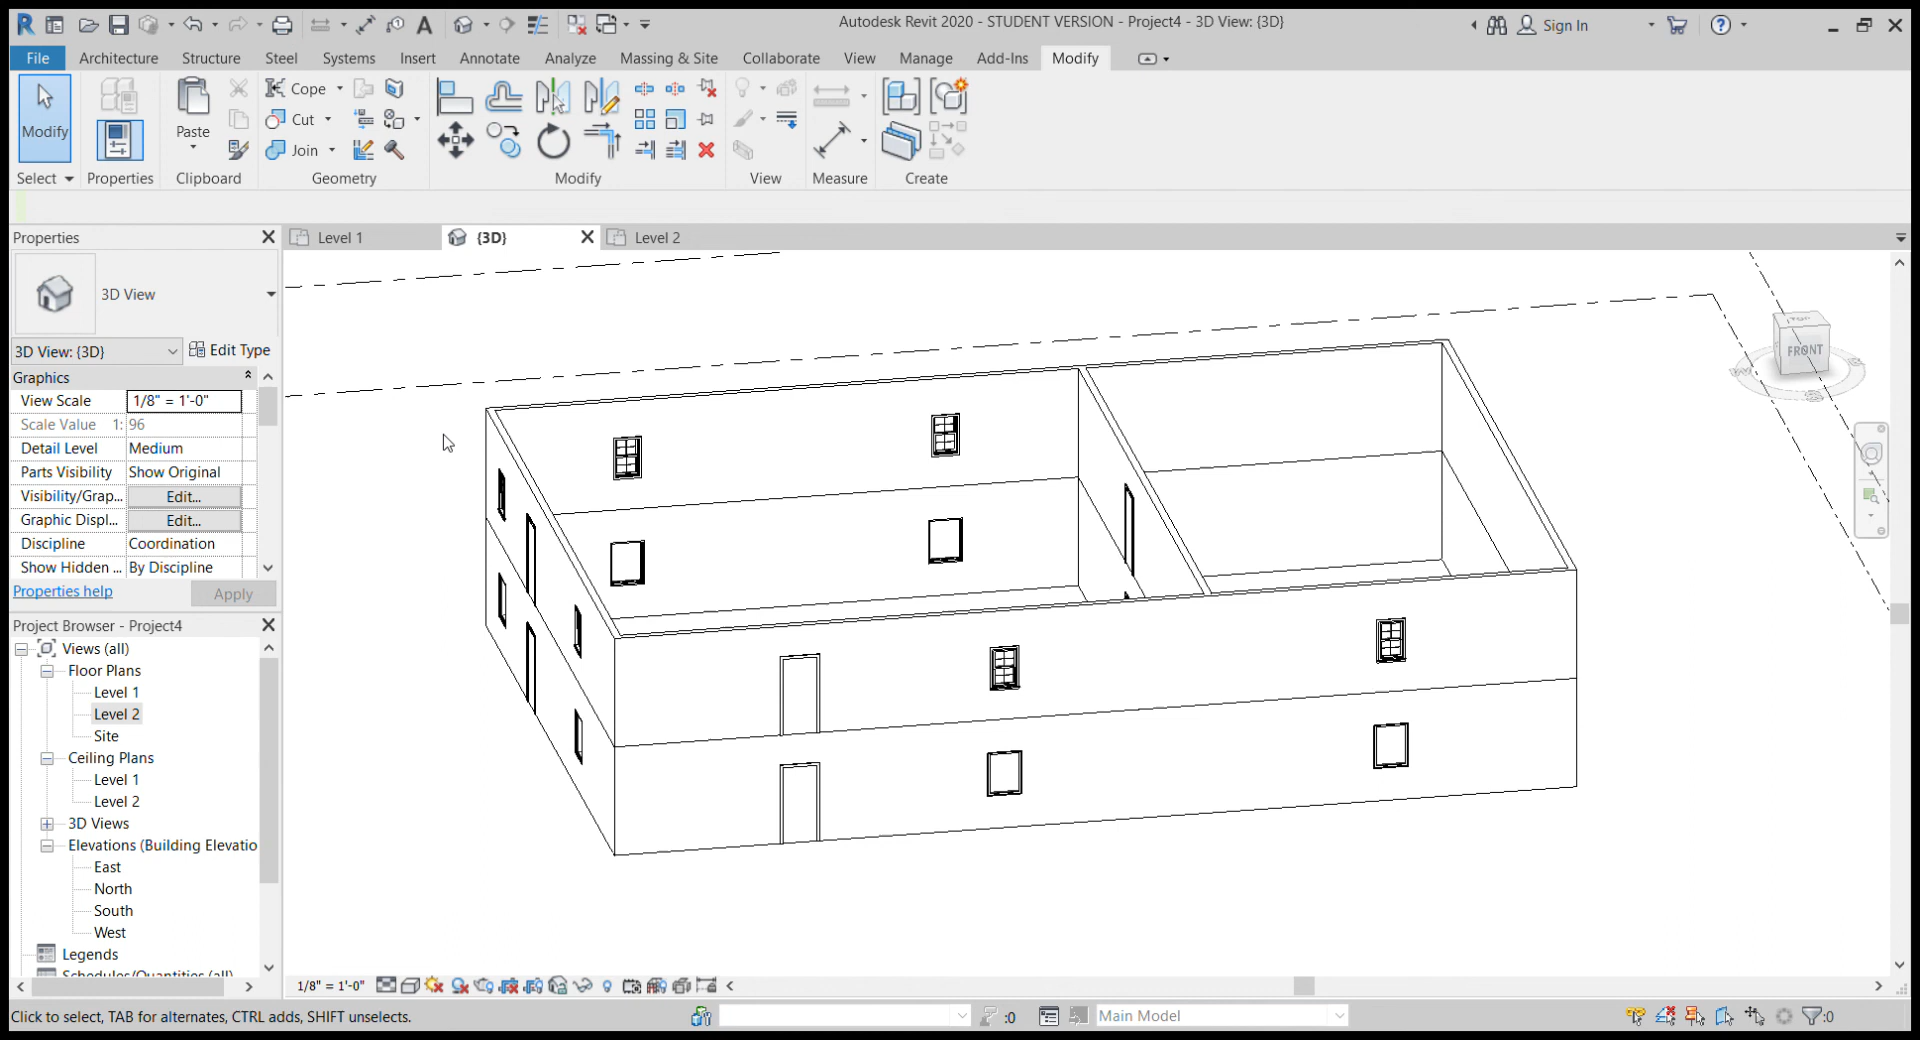 Autodesk Revit 2020 - STUDENT VERSION - Project4 - 3D View: {3D}
Sign In
File Architecture Structure Steel Systems Insert Annotate Analyze Massing & Site Collaborate View Manage Add-Ins Modify
Modify
Paste
Cope
Cut
Join
Select Properties Clipboard Geometry Modify View Measure Create
Properties
Level 1
{3D}
Level 2
3D View
3D View: {3D}
Edit Type
Graphics
View Scale 1/8" = 1'-0"
Scale Value 1: 96
Detail Level Medium
Parts Visibility Show Original
Visibility/Grap... Edit...
Graphic Displ... Edit...
Discipline Coordination
Show Hidden ... By Discipline
Properties help Apply
Project Browser - Project4
Views (all)
Floor Plans
Level 1
Level 2
Site
Ceiling Plans
Level 1
Level 2
3D Views
Elevations (Building Elevatio
East
North
South
West
Legends
Schedules/Quantities (all)
TOP
FRONT
W
1/8" = 1'-0"
Click to select, TAB for alternates, CTRL adds, SHIFT unselects.
:0
Main Model
:0